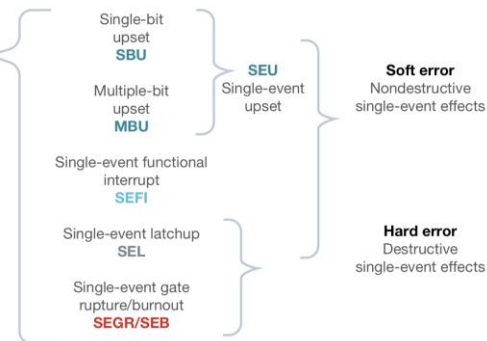 Single-bit
upset
SBU
Multiple-bit
upset
MBU
SEU
Single-event
upset
Single-event functional
interrupt
SEFI
Single-event latchup
SEL
Single-event gate
rupture/burnout
SEGR/SEB
Soft error
Nondestructive
single-event effects
Hard error
Destructive
single-event effects